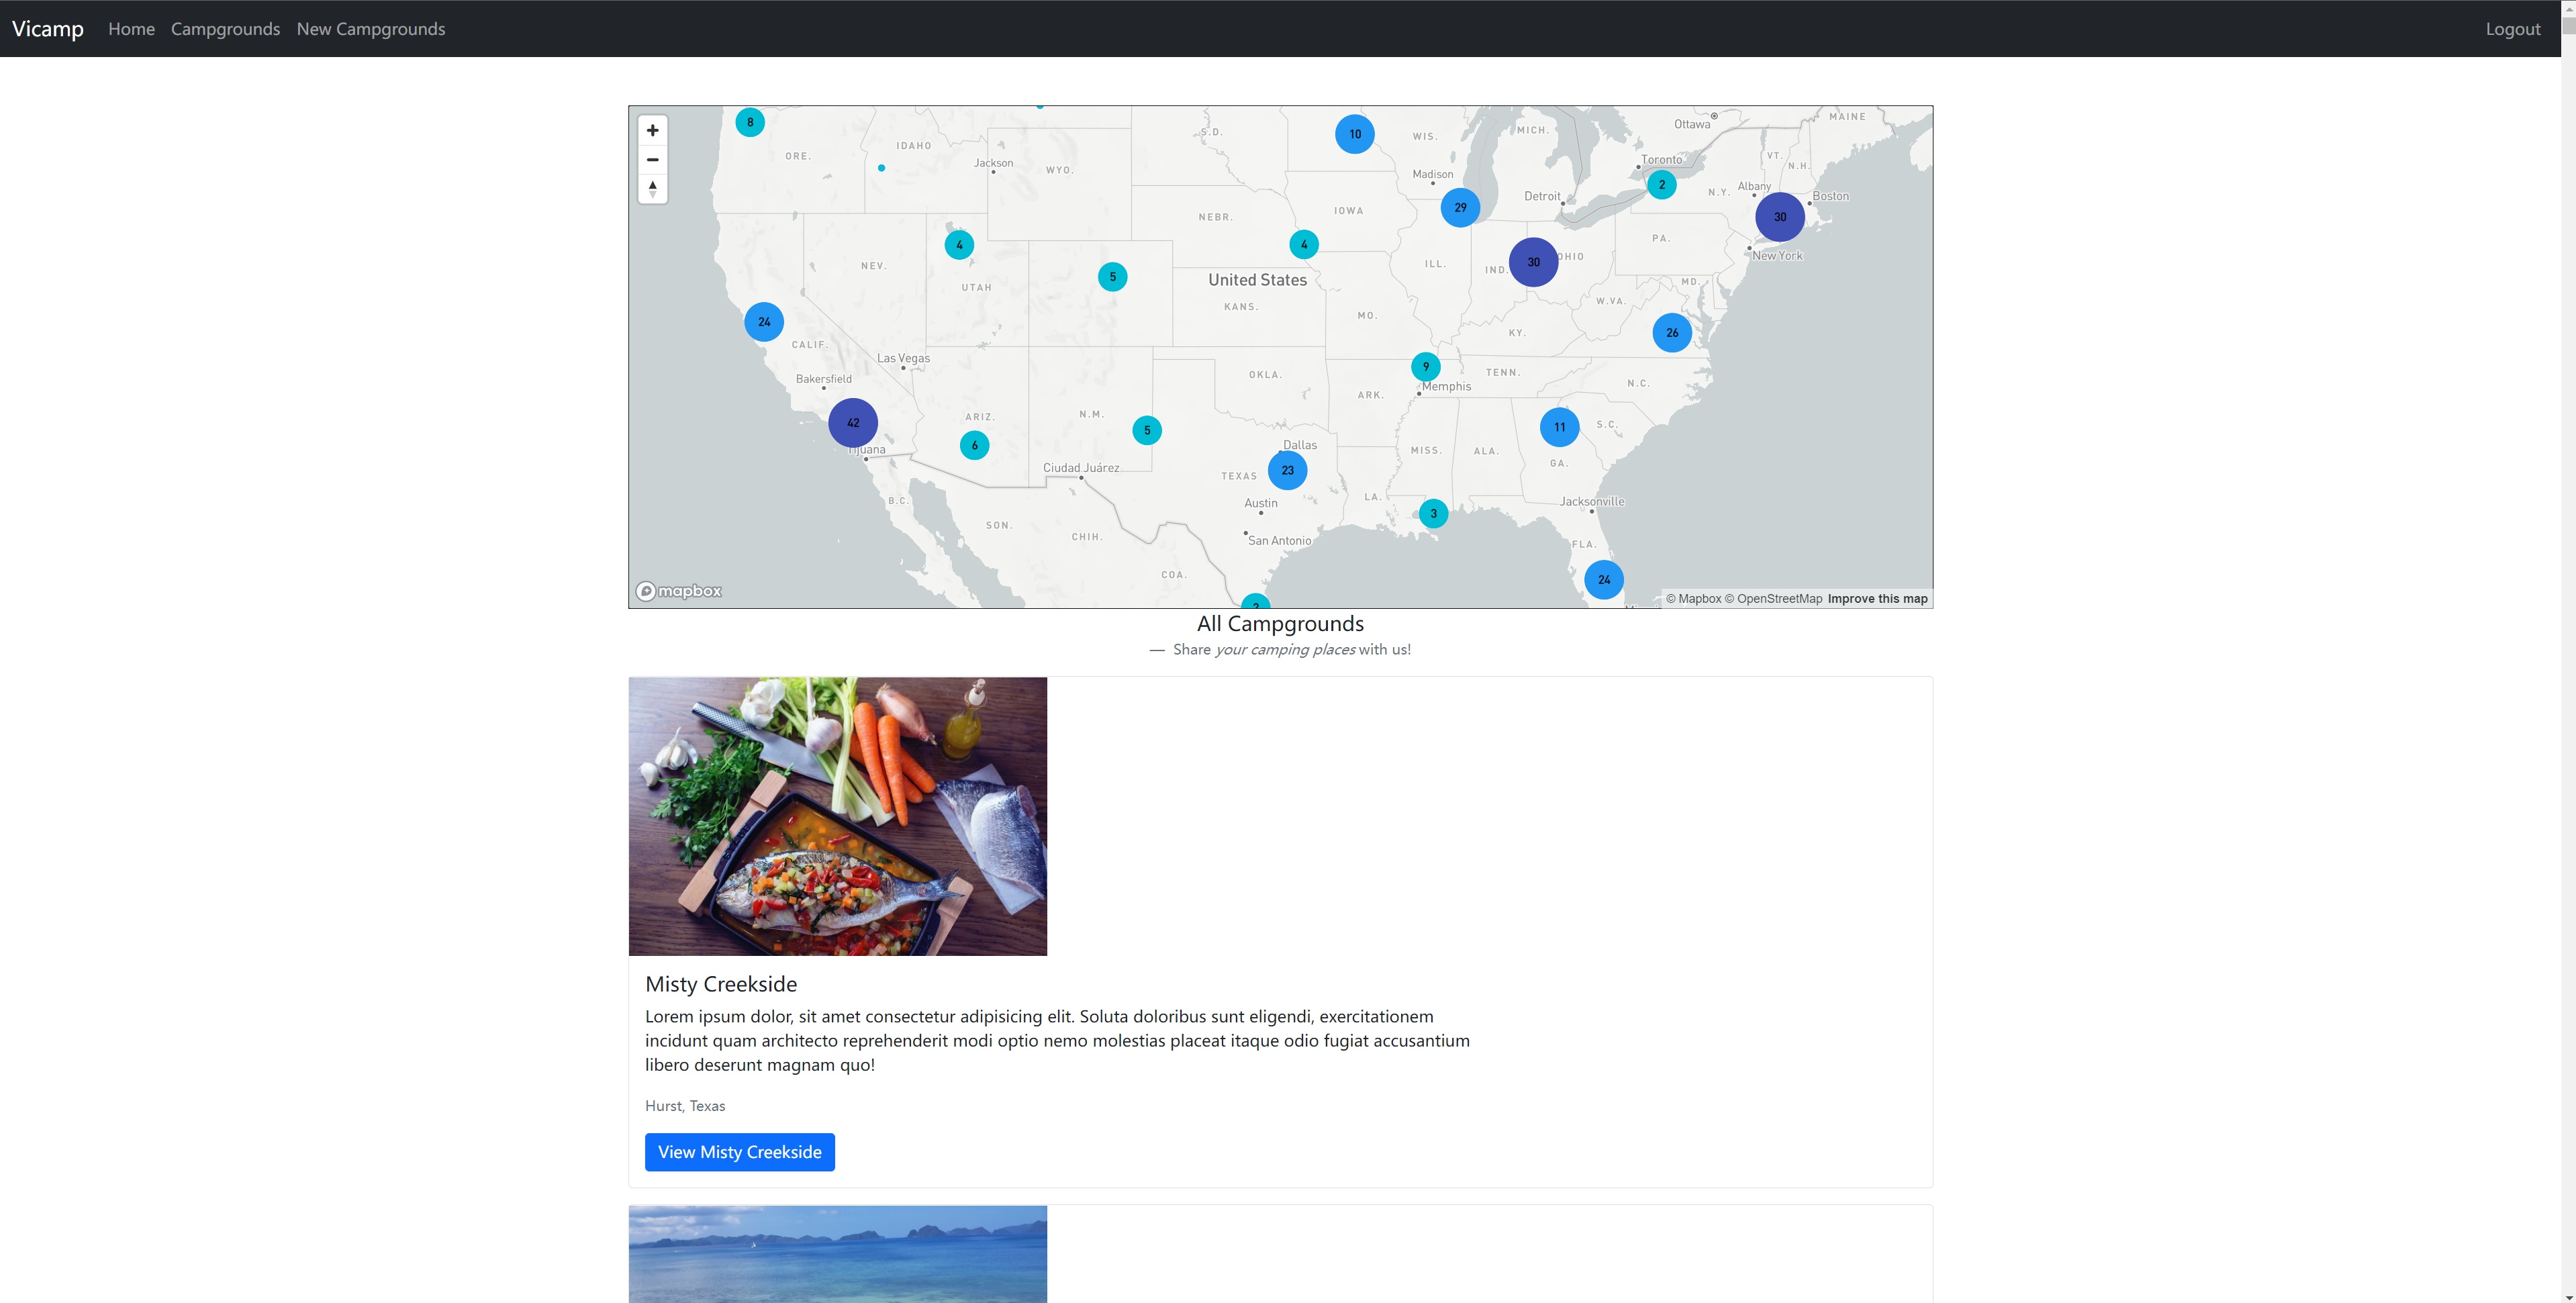 Vicamp Home Campgrounds New Campgrounds Logout
8
10
Ottawa
MAINE
S.D.
WIS.
MICH.
IDAHO
ORE.
VT.
Jackson
WYO.
Toronto
N.H.
Madison
2
N.Y.
Albany
Boston
Detroit
29
IOWA
NEBR.
30
4
4
PA.
New York
NEV.
30
OHIO
ILL.
IND.
5
United States
UTAH
MD.
W.VA.
KANS.
MO.
24
KY.
26
CALIF.
Las Vegas
9
TENN.
OKLA.
Bakersfield
Memphis
N.C.
ARK.
42
ARIZ.
N.M.
5
11
S.C.
6
Dallas
Tijuana
MISS.
ALA.
GA.
Ciudad Juárez
TEXAS
23
LA.
B.C.
Austin
3
Jacksonville
SON.
CHIH.
San Antonio
FLA.
COA.
24
mapbox
2
© Mapbox © OpenStreetMap Improve this map
All Campgrounds
— Share your camping places with us!
Misty Creekside
Lorem ipsum dolor, sit amet consectetur adipisicing elit. Soluta doloribus sunt eligendi, exercitationem
incidunt quam architecto reprehenderit modi optio nemo molestias placeat itaque odio fugiat accusantium
libero deserunt magnam quo!
Hurst, Texas
View Misty Creekside